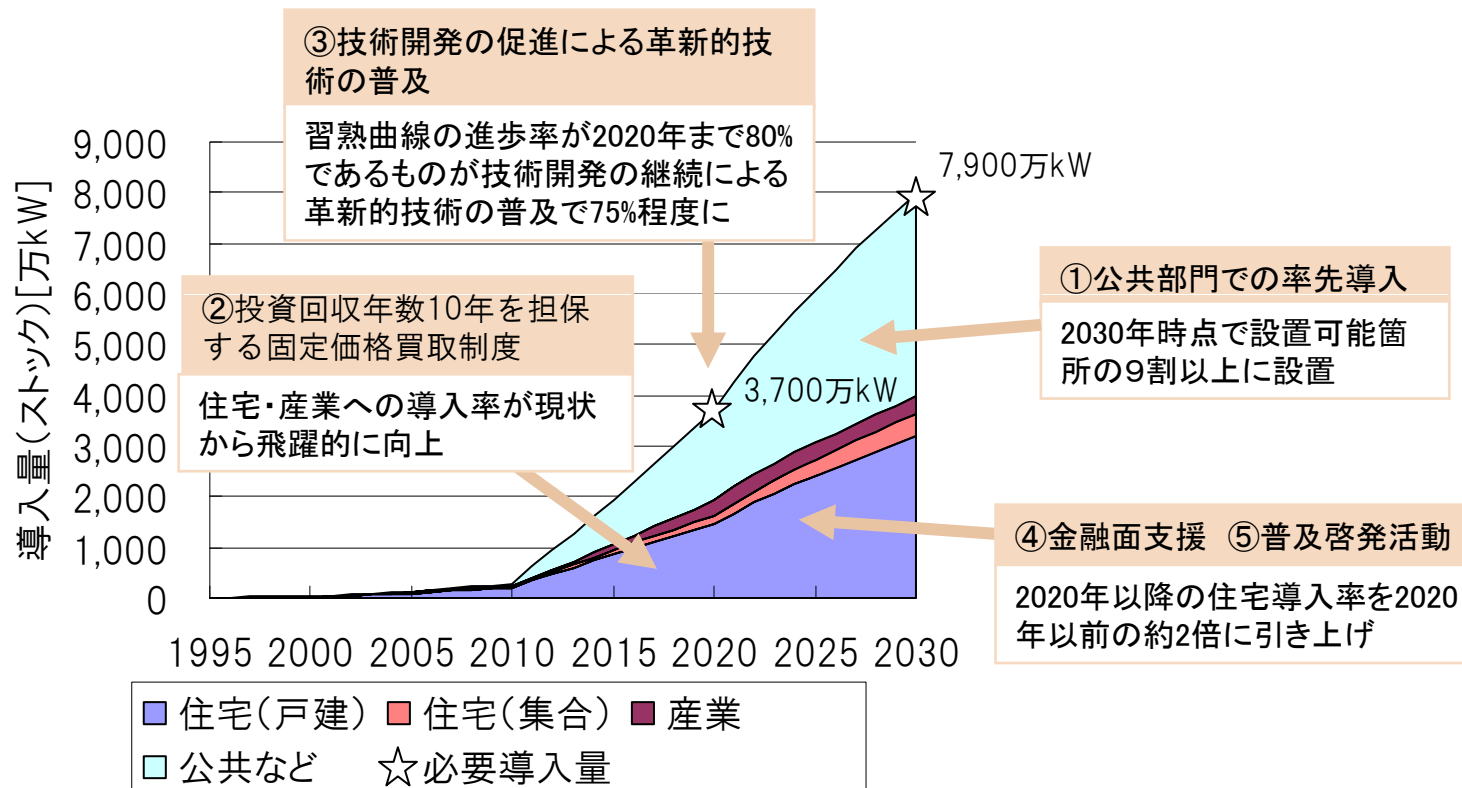 ③技術開発の促進による革新的技
術の普及
習熟曲線の進歩率が2020年まで80%
であるものが技術開発の継続による
革新的技術の普及で75%程度に
②投資回収年数10年を担保
する固定価格買取制度
住宅・産業への導入率が現状
から飛躍的に向上
①公共部門での率先導入
2030年時点で設置可能箇
所の9割以上に設置
④金融面支援 ⑤普及啓発活動
2020年以降の住宅導入率を2020
年以前の約2倍に引き上げ
7,900万kW
3,700万kW
導入量(ストック)[万kW]
9,000
8,000
7,000
6,000
5,000
4,000
3,000
2,000
1,000
0
1995 2000 2005 2010 2015 2020 2025 2030
住宅(戸建) 住宅(集合) 産業
公共など ☆必要導入量